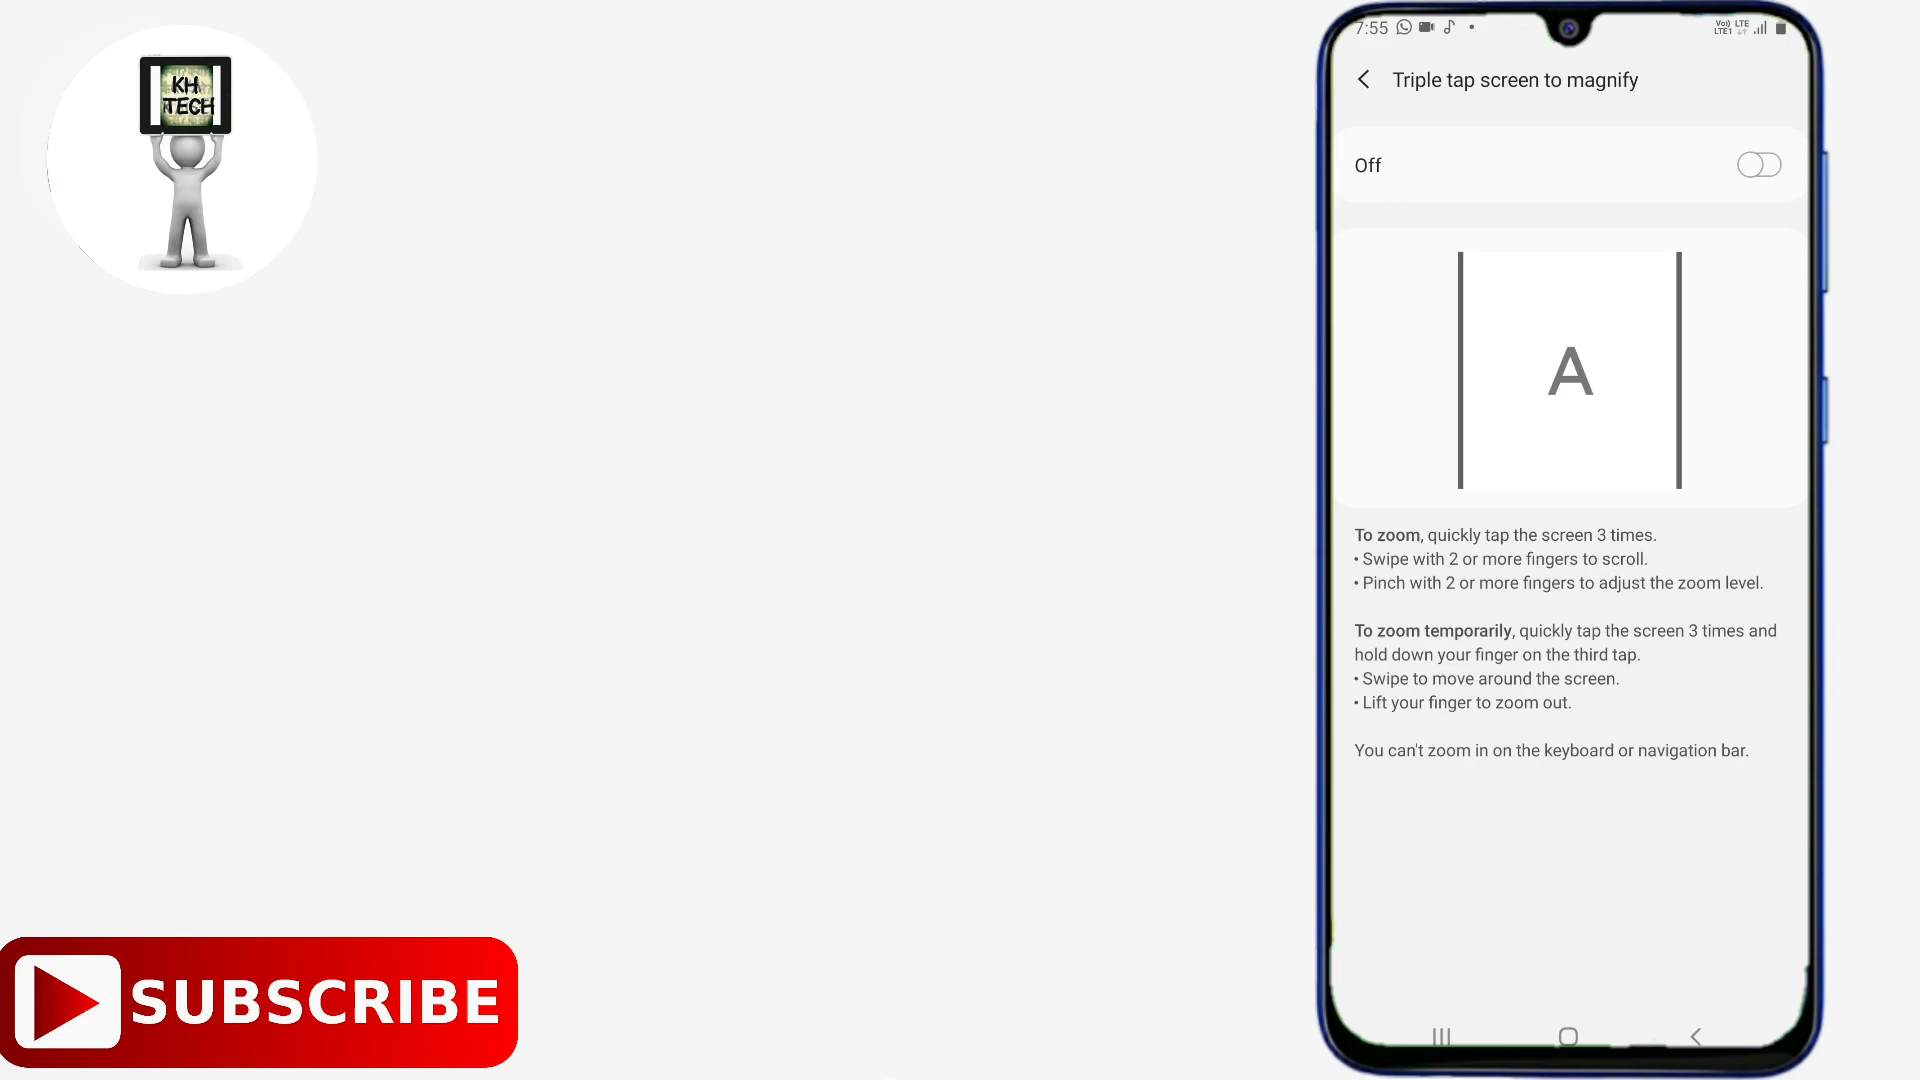 KH
TECH
SUBSCRIBE
7:55
Vo)) LTE
LTE1
Triple tap screen to magnify
Off
A
To zoom, quickly tap the screen 3 times.
• Swipe with 2 or more fingers to scroll.
• Pinch with 2 or more fingers to adjust the zoom level.
To zoom temporarily, quickly tap the screen 3 times and
hold down your finger on the third tap.
• Swipe to move around the screen.
• Lift your finger to zoom out.
You can't zoom in on the keyboard or navigation bar.